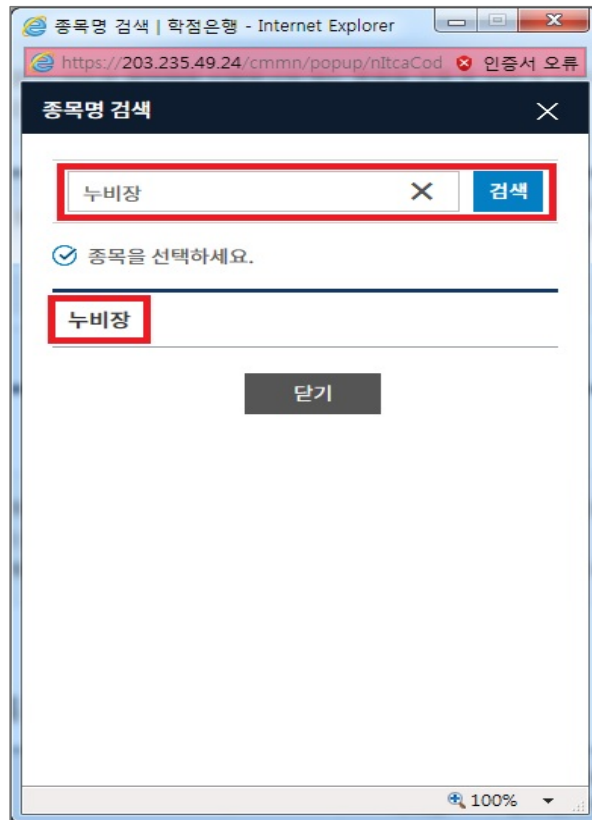 종목명 검색 | 학점은행 - Internet Explorer
https://203.235.49.24/cmmn/popup/nItcaCod 인증서 오류
종목명 검색
누비장 검색
종목을 선택하세요.
누비장
닫기
100%